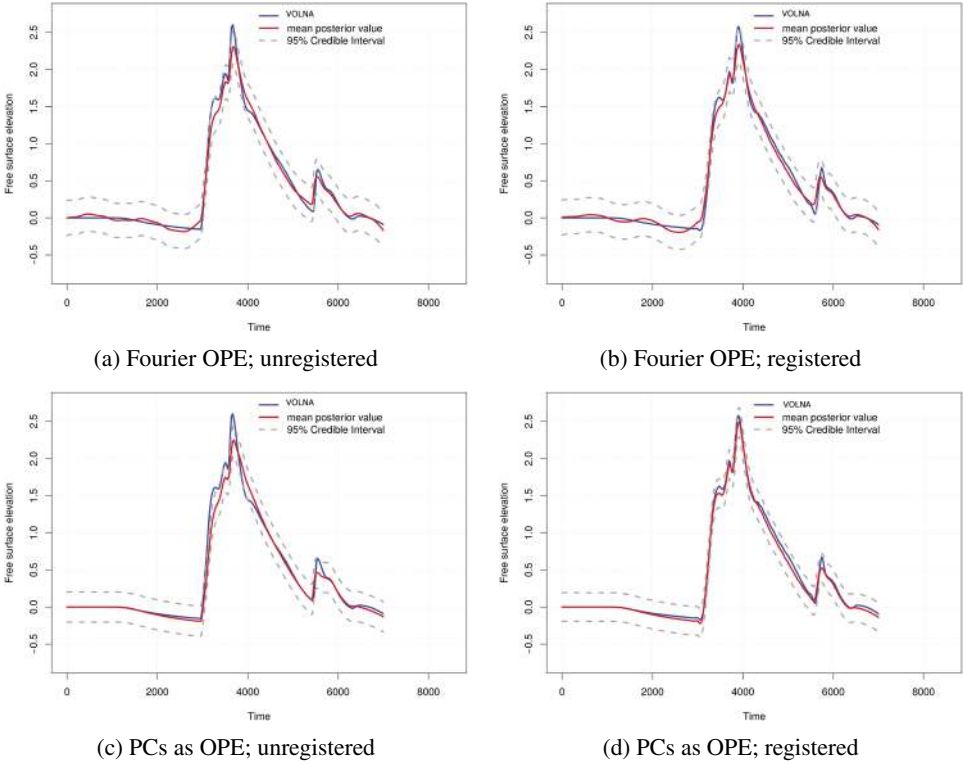 VOLNA
mean posterior value
95% Credible Interval
Free surface elevation
2.5
2.0
1.5
1.0
0.5
0.0
−0.5
0 2000 4000 6000 8000
Time
(a) Fourier OPE; unregistered
VOLNA
mean posterior value
95% Credible Interval
Free surface elevation
2.5
2.0
1.5
1.0
0.5
0.0
−0.5
0 2000 4000 6000 8000
Time
(b) Fourier OPE; registered
VOLNA
mean posterior value
95% Credible Interval
Free surface elevation
2.5
2.0
1.5
1.0
0.5
0.0
−0.5
0 2000 4000 6000 8000
Time
(c) PCs as OPE; unregistered
VOLNA
mean posterior value
95% Credible Interval
Free surface elevation
2.5
2.0
1.5
1.0
0.5
0.0
−0.5
0 2000 4000 6000 8000
Time
(d) PCs as OPE; registered